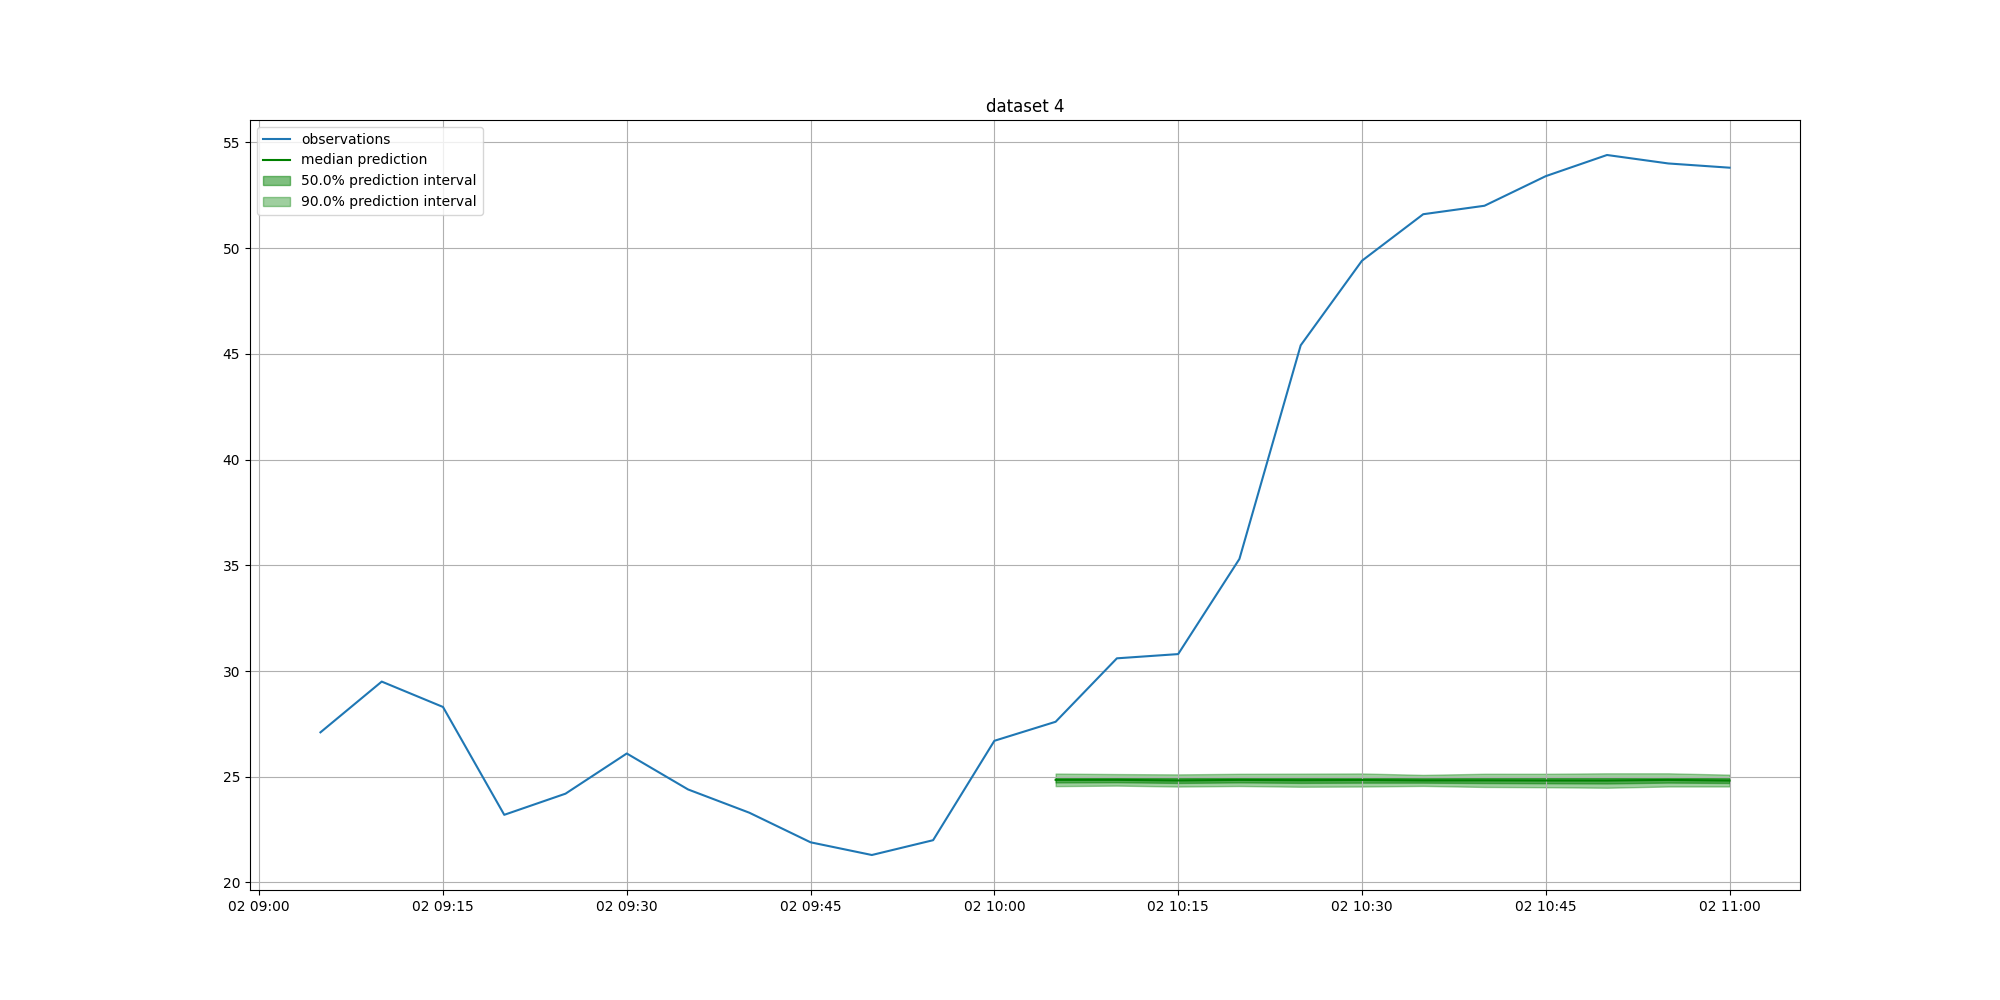 dataset 4
observations
median prediction
50.0% prediction interval
90.0% prediction interval
55
50
45
40
35
30
25
20
02 09:00 02 09:15 02 09:30 02 09:45 02 10:00 02 10:15 02 10:30 02 10:45 02 11:00